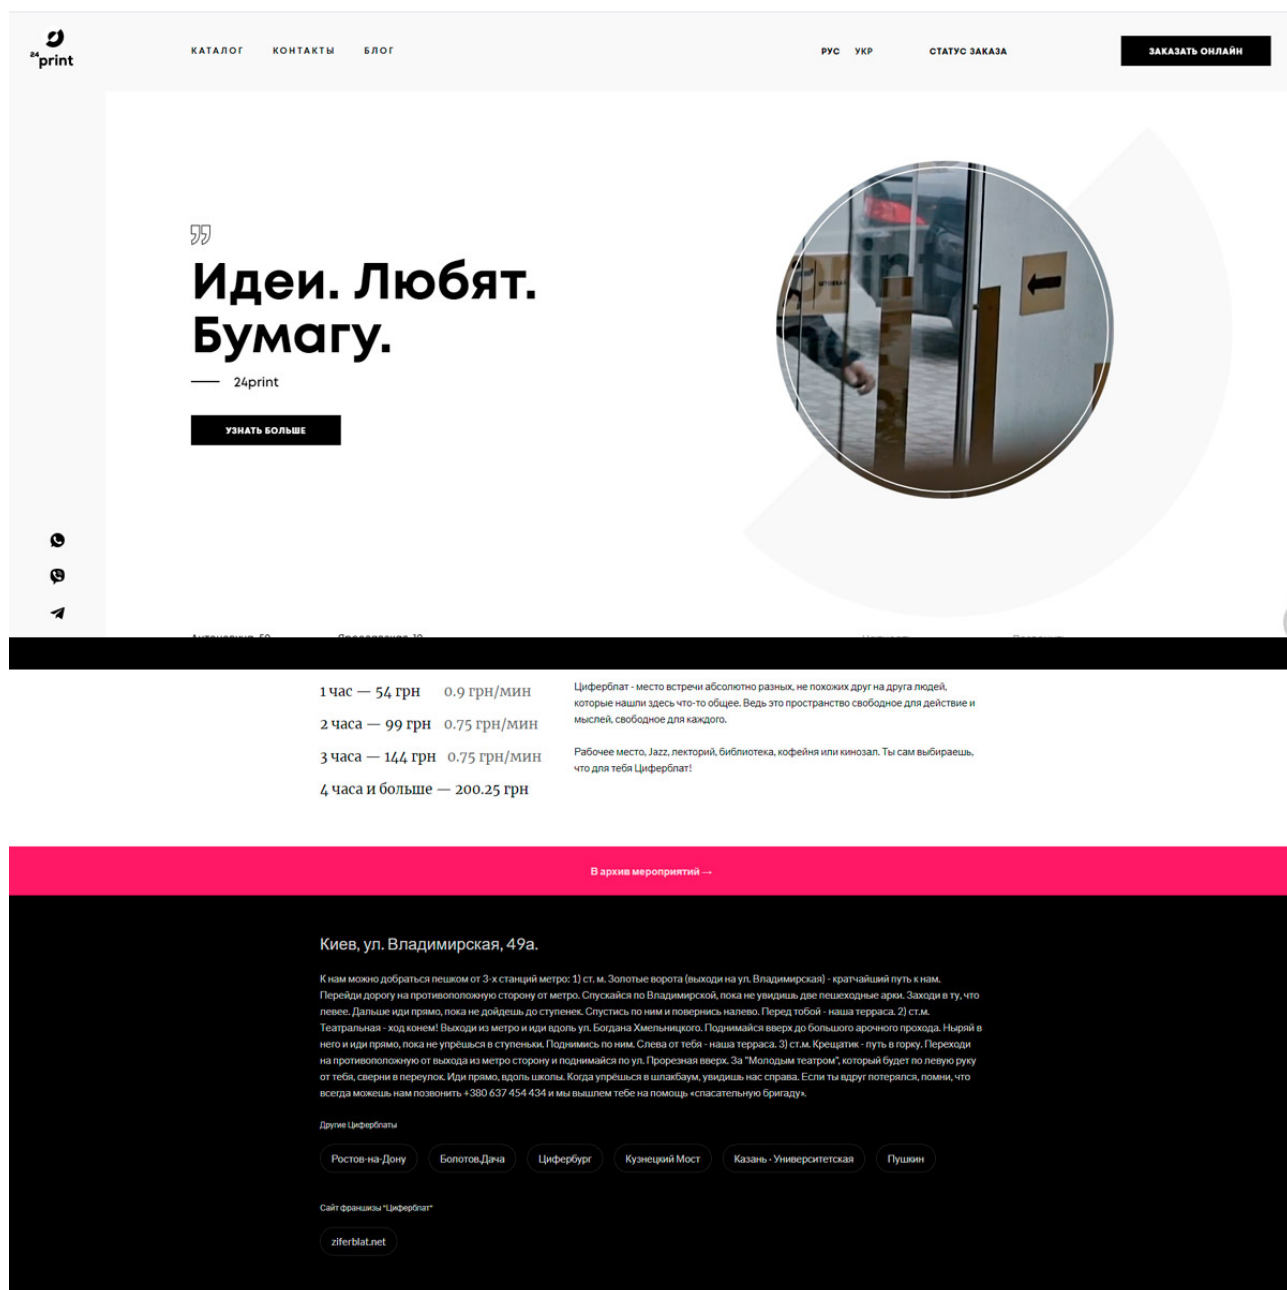 24print
КАТАЛОГ КОНТАКТЫ БЛОГ
РУС УКР
СТАТУС ЗАКАЗА
ЗАКАЗАТЬ ОНЛАЙН
Идеи. Любят.
Бумагу.
— 24print
УЗНАТЬ БОЛЬШЕ
1 час — 54 грн 0.9 грн/мин
2 часа — 99 грн 0.75 грн/мин
3 часа — 144 грн 0.75 грн/мин
4 часа и больше — 200.25 грн
Циферблат - место встречи абсолютно разных, не похожих друг на друга людей,
которые нашли здесь что-то общее. Ведь это пространство свободное для действие и
мыслей, свободное для каждого.
Рабочее место, Jazz, лекторий, библиотека, кофейня или кинозал. Ты сам выбираешь,
что для тебя Циферблат!
В архив мероприятий →
Киев, ул. Владимирская, 49а.
К нам можно добраться пешком от 3-х станций метро: 1) ст. м. Золотые ворота (выходи на ул. Владимирская) - кратчайший путь к нам.
Перейди дорогу на противоположную сторону от метро. Спускайся по Владимирской, пока не увидишь две пешеходные арки. Заходи в ту, что
левее. Дальше иди прямо, пока не дойдешь до ступенек. Спустись по ним и повернись налево. Перед тобой - наша терраса. 2) ст.м.
Театральная - ход конем! Выходи из метро и иди вдоль ул. Богдана Хмельницкого. Поднимайся вверх до большого арочного прохода. Ныряй в
него и иди прямо, пока не упрёшься в ступеньки. Поднимись по ним. Слева от тебя - наша терраса. 3) ст.м. Крещатик - путь в горку. Переходи
на противоположную от выхода из метро сторону и поднимайся по ул. Прорезная вверх. За "Молодым театром", который будет по левую руку
от тебя, сверни в переулок. Иди прямо, вдоль школы. Когда упрёшься в шлакбаум, увидишь нас справа. Если ты вдруг потерялся, помни, что
всегда можешь нам позвонить +380 637 454 434 и мы вышлем тебе на помощь «спасательную бригаду».
Другие Циферблаты
Ростов-на-Дону Болотов.Дача Цифербург Кузнецкий Мост Казань · Университетская Пушкин
Сайт франшизы "Циферблат"
ziferblat.net